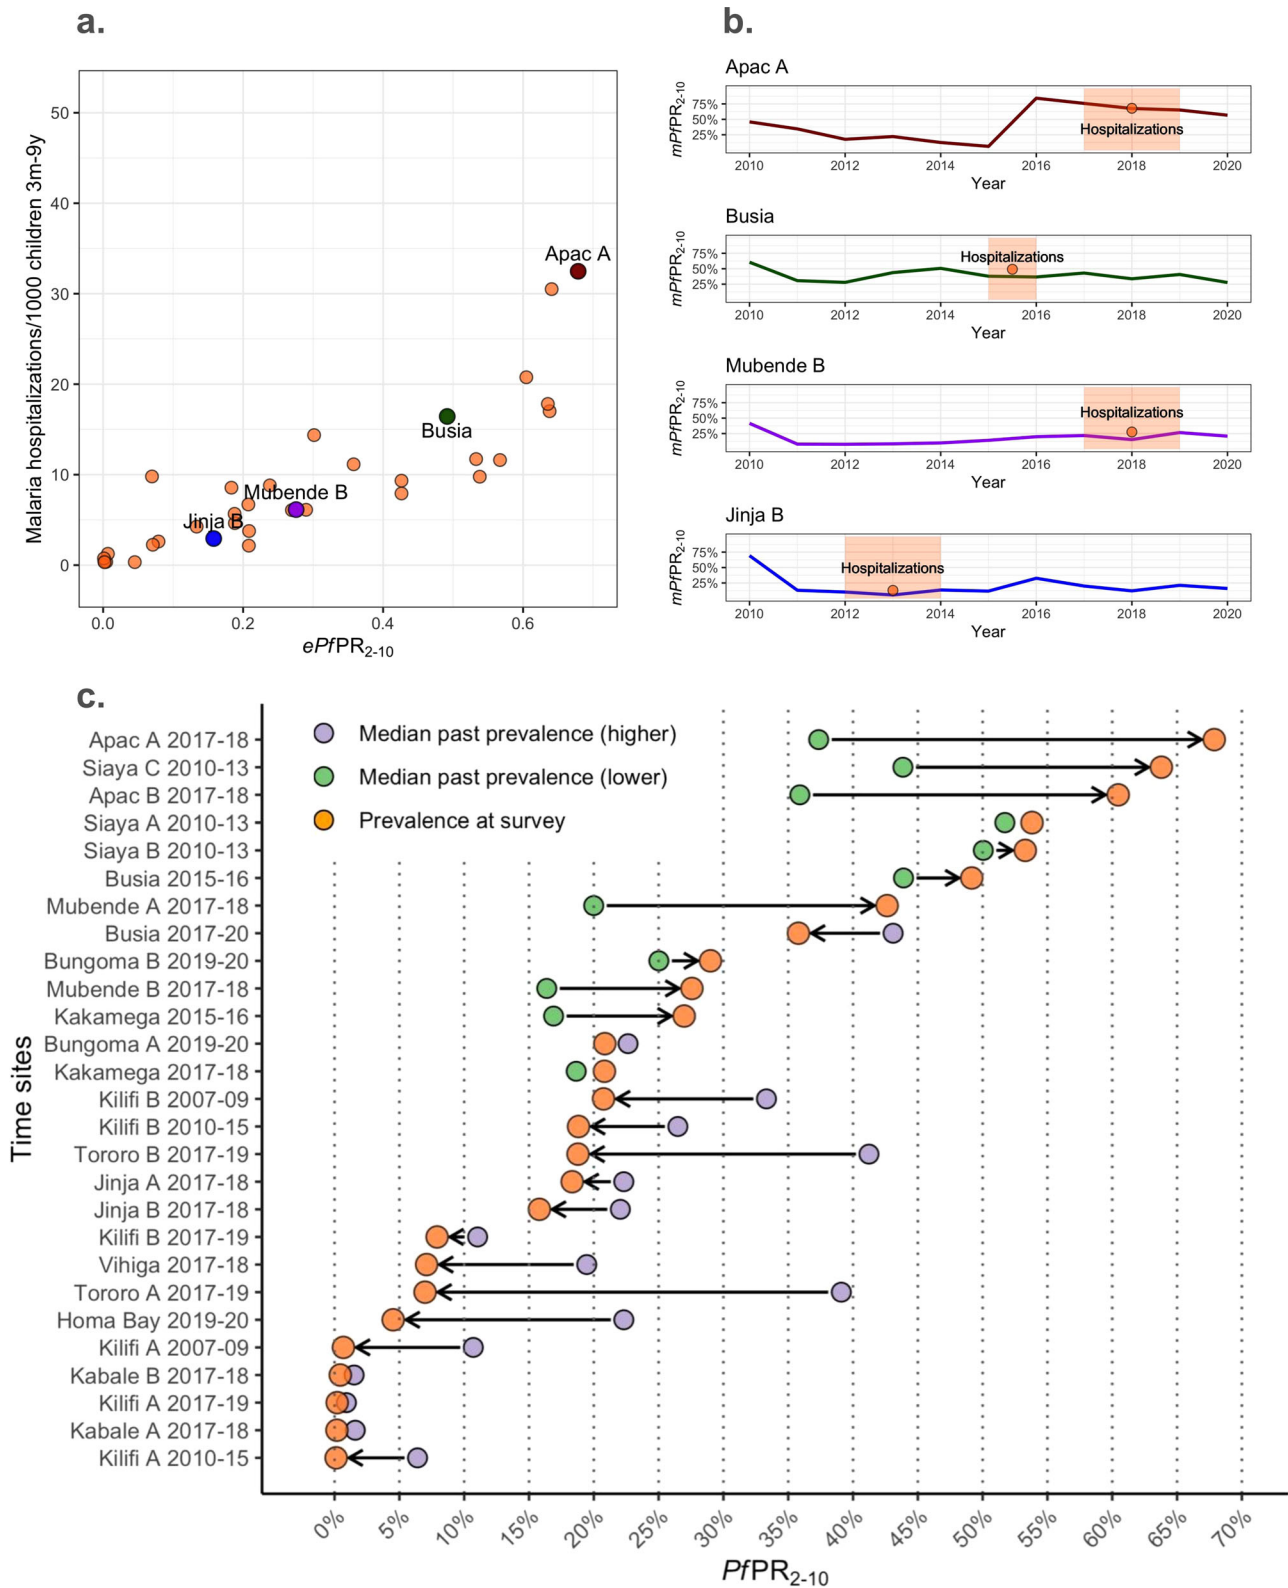 a.
Malaria hospitalizations/1000 children 3m-9y
50
40
30
20
10
0
Apac A
Busia
Mubende B
Jinja B
0.0 0.2 0.4 0.6
ePfPR2-10
b.
Apac A
mPfPR2-10
75%
50%
25%
Hospitalizations
2010 2012 2014 2016 2018 2020
Year
Busia
mPfPR2-10
75%
50%
25%
Hospitalizations
2010 2012 2014 2016 2018 2020
Year
Mubende B
mPfPR2-10
75%
50%
25%
Hospitalizations
2010 2012 2014 2016 2018 2020
Year
Jinja B
mPfPR2-10
75%
50%
25%
Hospitalizations
2010 2012 2014 2016 2018 2020
Year
c.
Median past prevalence (higher)
Median past prevalence (lower)
Prevalence at survey
Time sites
Apac A 2017-18
Siaya C 2010-13
Apac B 2017-18
Siaya A 2010-13
Siaya B 2010-13
Busia 2015-16
Mubende A 2017-18
Busia 2017-20
Bungoma B 2019-20
Mubende B 2017-18
Kakamega 2015-16
Bungoma A 2019-20
Kakamega 2017-18
Kilifi B 2007-09
Kilifi B 2010-15
Tororo B 2017-19
Jinja A 2017-18
Jinja B 2017-18
Kilifi B 2017-19
Vihiga 2017-18
Tororo A 2017-19
Homa Bay 2019-20
Kilifi A 2007-09
Kabale B 2017-18
Kilifi A 2017-19
Kabale A 2017-18
Kilifi A 2010-15
0% 5% 10% 15% 20% 25% 30% 35% 40% 45% 50% 55% 60% 65% 70%
PfPR2-10